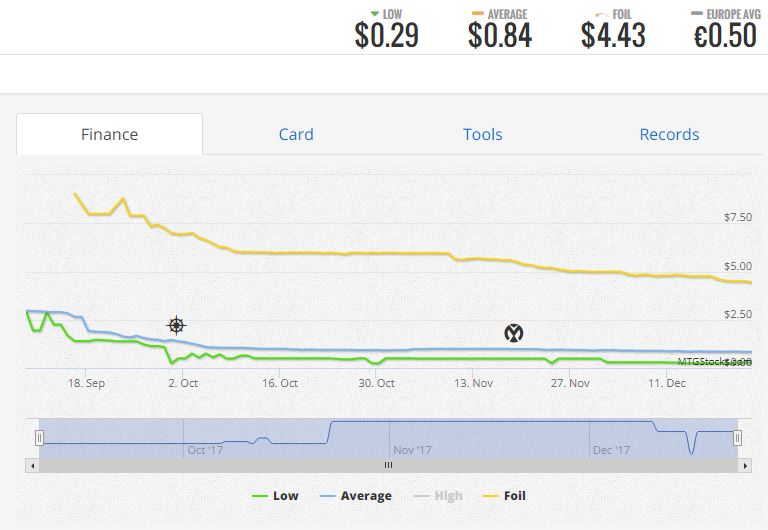 LOW AVERAGE FOIL EUROPE AVG
$0.29 $0.84 $4.43 €0.50
Finance Card Tools Records
$7.50
$5.00
$2.50
MTGStocks $0.00
18. Sep 2. Oct 16. Oct 30. Oct 13. Nov 27. Nov 11. Dec
Oct '17 Nov '17 Dec '17
Low Average High Foil